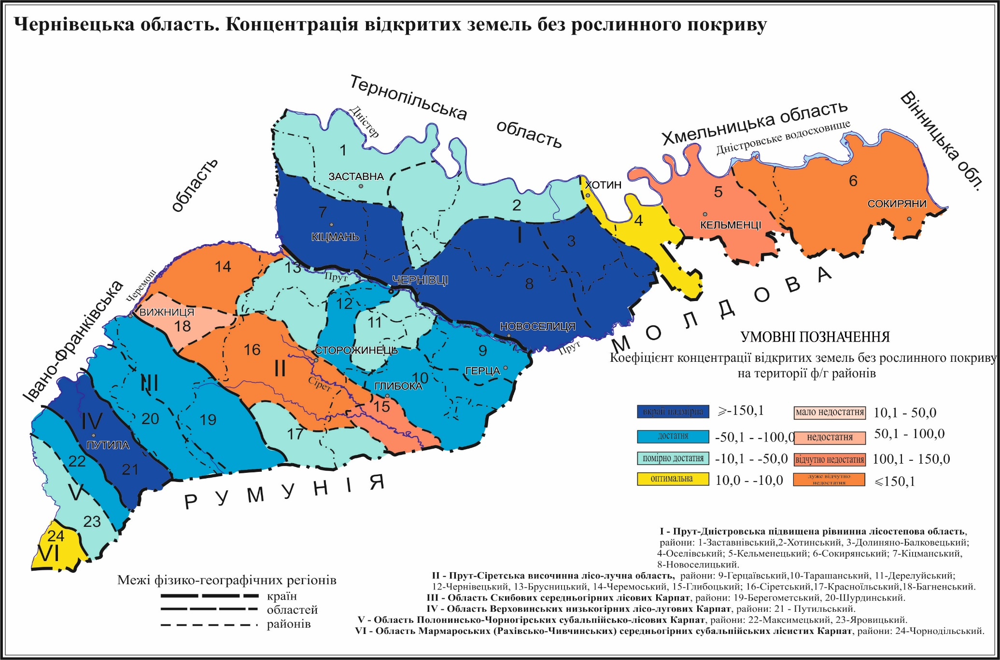 Чернівецька область. Концентрація відкритих земель без рослинного покриву
Тернопільська область
Хмельницька область
Вінницька обл.
Івано-Франківська область
Дністер
Дністровське водосховище
1
ЗАСТАВНА
2
ХОТИН
4
5
6
СОКИРЯНИ
КЕЛЬМЕНЦІ
7
КІЦМАНЬ
I
3
8
14
13
Прут
ЧЕРНІВЦІ
Черемош
12
11
ВИЖНИЦЯ
18
НОВОСЕЛИЦЯ
Прут
МОЛДОВА
16
II
СТОРОЖИНЕЦЬ
9
ГЕРЦА
10
ГЛИБОКА
Сірет
15
III
20
19
17
IV
ПУТИЛА
21
22
V
23
24
VI
РУМУНІЯ
УМОВНІ ПОЗНАЧЕННЯ
Коефіцієнт концентрації відкритих земель без рослинного покриву
на території ф/г районів
вкрай надмірна ⩾-150,1
достатня -50,1 - -100,0
помірно достатня -10,1 - -50,0
оптимальна 10,0 - -10,0
мало недостатня 10,1 - 50,0
недостатня 50,1 - 100,0
відчутно недостатня 100,1 - 150,0
дуже відчутно
недостатня ⩽150,1
I - Прут-Дністровська підвищена рівнинна лісостепова область,
райони: 1-Заставнівський,2-Хотинський, 3-Долиняно-Балковецький;
4-Оселівський; 5-Кельменецький; 6-Сокирянський; 7-Кіцманський,
8-Новоселицький.
II - Прут-Сіретська височинна лісо-лучна область, райони: 9-Герцаївський,10-Тарашанський, 11-Дерелуйський;
12-Чернівецький, 13-Брусницький, 14-Черемоський, 15-Глибоцький; 16-Сіретський,17-Красноїльський,18-Багненський.
III - Область Скибових середньогірних лісових Карпат, райони: 19-Берегометський, 20-Шурдинський.
IV - Область Верховинських низькогірних лісо-лугових Карпат, райони: 21 - Путильський.
V - Область Полонинсько-Чорногірських субальпійсько-лісових Карпат, райони: 22-Максимецький, 23-Яровицький.
VI - Область Мармароських (Рахівсько-Чивчинських) середньогірних субальпійських лісистих Карпат, райони: 24-Чорнодільський.
Межі фізико-географічних регіонів
країн
областей
районів